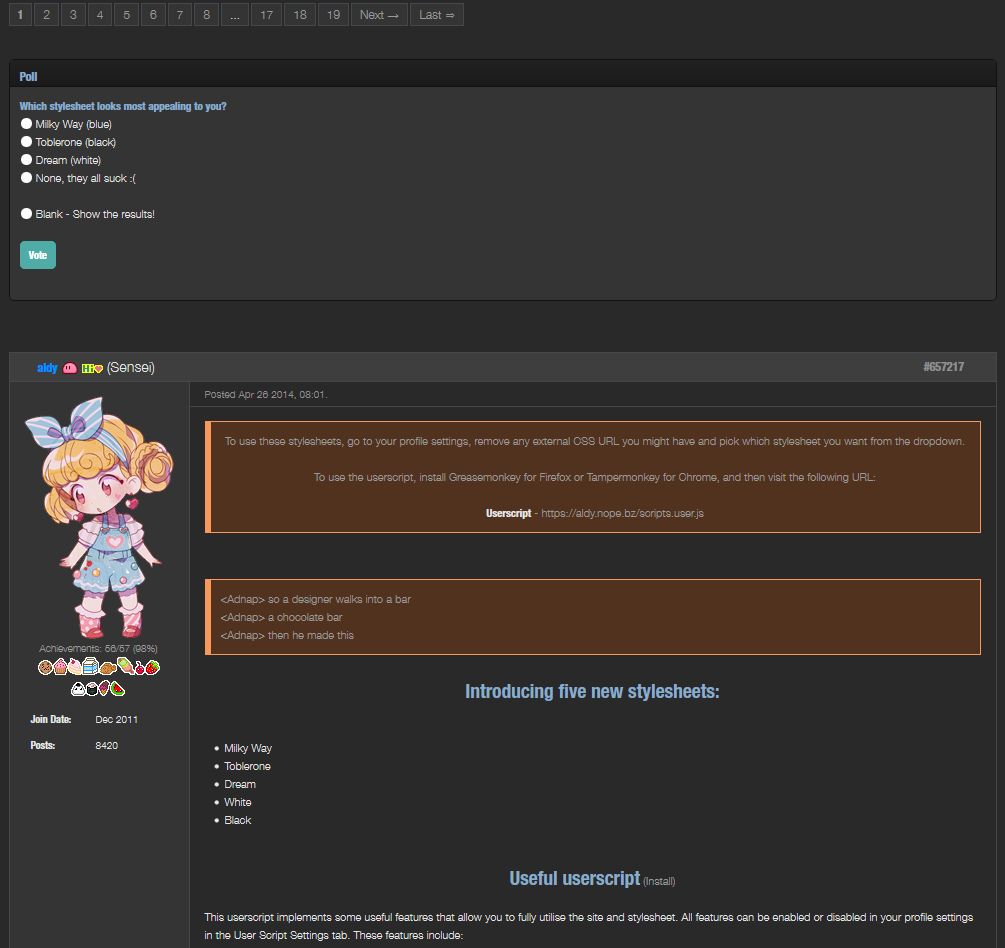 1 2 3 4 5 6 7 8 ... 17 18 19 Next → Last ⇒
Poll
Which stylesheet looks most appealing to you?
Milky Way (blue)
Toblerone (black)
Dream (white)
None, they all suck :(
Blank - Show the results!
Vote
aldy Hi (Sensei) #657217
Posted Apr 26 2014, 08:01.
To use these stylesheets, go to your profile settings, remove any external CSS URL you might have and pick which stylesheet you want from the dropdown.
To use the userscript, install Greasemonkey for Firefox or Tampermonkey for Chrome, and then visit the following URL:
Userscript - https://aldy.nope.bz/scripts.user.js
<Adnap> so a designer walks into a bar
<Adnap> a chocolate bar
<Adnap> then he made this
Achievements: 56/57 (98%)
Join Date: Dec 2011
Posts: 8420
Introducing five new stylesheets:
• Milky Way
• Toblerone
• Dream
• White
• Black
Useful userscript (install)
This userscript implements some useful features that allow you to fully utilise the site and stylesheet. All features can be enabled or disabled in your profile settings
in the User Script Settings tab. These features include: